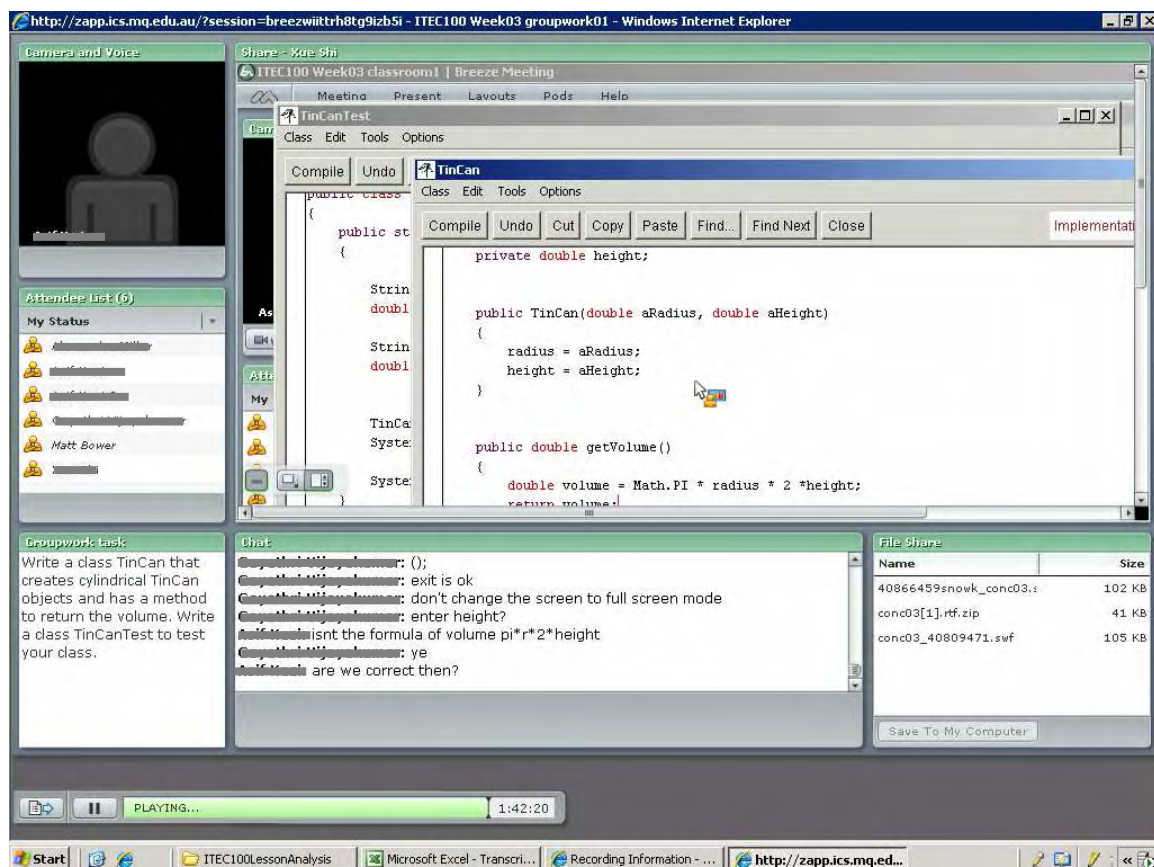 http://zapp.ics.mq.edu.au/?session=breezwiittrh8tg9izb5i - ITEC100 Week03 groupwork01 - Windows Internet Explorer
Camera and Voice
Share - Xue Shi
ITEC100 Week03 classroom1 | Breeze Meeting
Meeting Present Layouts Pods Help
Cam
TinCanTest
Class Edit Tools Options
Compile Undo
public class
{
public st
{
Strin
doubl
Strin
doubl
TinCa
System
Syste
}
As
Atte
My
TinCan
Class Edit Tools Options
Compile Undo Cut Copy Paste Find... Find Next Close
Implementati
private double height;
public TinCan(double aRadius, double aHeight)
{
radius = aRadius;
height = aHeight;
}
public double getVolume()
{
double volume = Math.PI * radius * 2 *height;
return volume;
Attendee List (6)
My Status
Matt Bower
Groupwork task
Write a class TinCan that
creates cylindrical TinCan
objects and has a method
to return the volume. Write
a class TinCanTest to test
your class.
Chat
: ();
: exit is ok
: don't change the screen to full screen mode
: enter height?
isnt the formula of volume pi*r*2*height
: ye
are we correct then?
File Share
Name Size
40866459snowk_conc03.s 102 KB
conc03[1].rtf.zip 41 KB
conc03_40809471.swf 105 KB
Save To My Computer
PLAYING...
1:42:20
Start
ITEC100LessonAnalysis
Microsoft Excel - Transcri...
Recording Information - ...
http://zapp.ics.mq.ed...